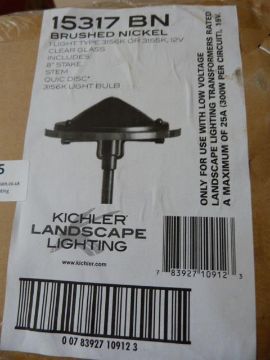 15317 BN
BRUSHED NICKEL
1 LIGHT TYPE 3156K OR 3155K, 12V
CLEAR GLASS
INCLUDES:
8" STAKE
STEM
QUIC DISC*
3156K LIGHT BULB
ONLY FOR USE WITH LOW VOLTAGE
LANDSCAPE LIGHTING TRANSFORMERS RATED
A MAXIMUM OF 25A (300W PER CIRCUIT), 15V.
KICHLER
LANDSCAPE
LIGHTING
www.kichler.com
7 83927 10912 3
0 07 83927 10912 3